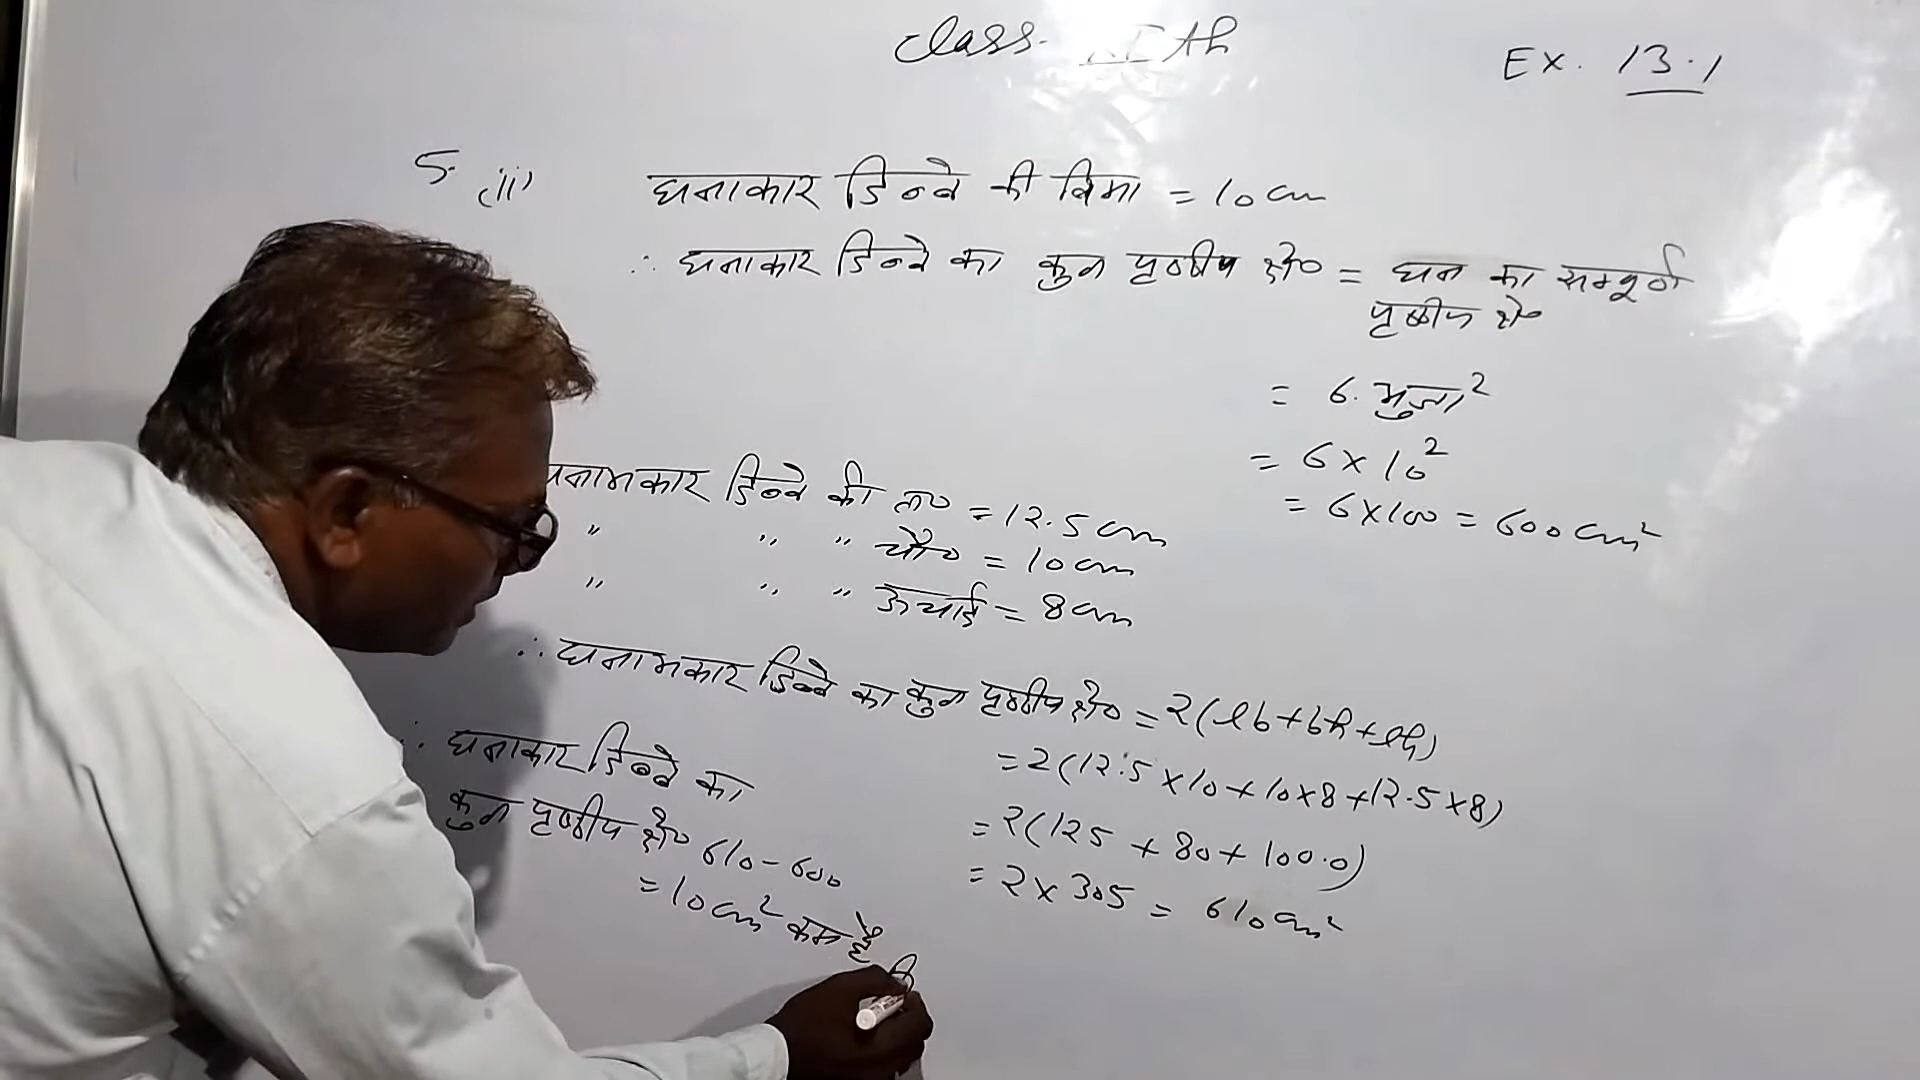 Class. IXth
Ex. 13.1
5. (ii) घनाकार डिब्बे की विमा = 10 cm
∴ घनाकार डिब्बे का कुल पृष्ठीय क्षे० = घन का सम्पूर्ण
पृष्ठीय क्षे०
= 6. भुजा²
= 6 × 10²
= 6 × 100 = 600 cm²
घनाभकार डिब्बे की ल० = 12.5 cm
" " " चौ० = 10 cm
" " " ऊचाई = 8 cm
∴ घनाभकार डिब्बे का कुल पृष्ठीय क्षे० = 2(lb + bh + lh)
= 2(12.5 × 10 + 10 × 8 + 12.5 × 8)
= 2(125 + 80 + 100.0)
= 2 × 305 = 610 cm²
∴ घनाकार डिब्बे का
कुल पृष्ठीय क्षे० 610 - 600
= 10 cm² कम है